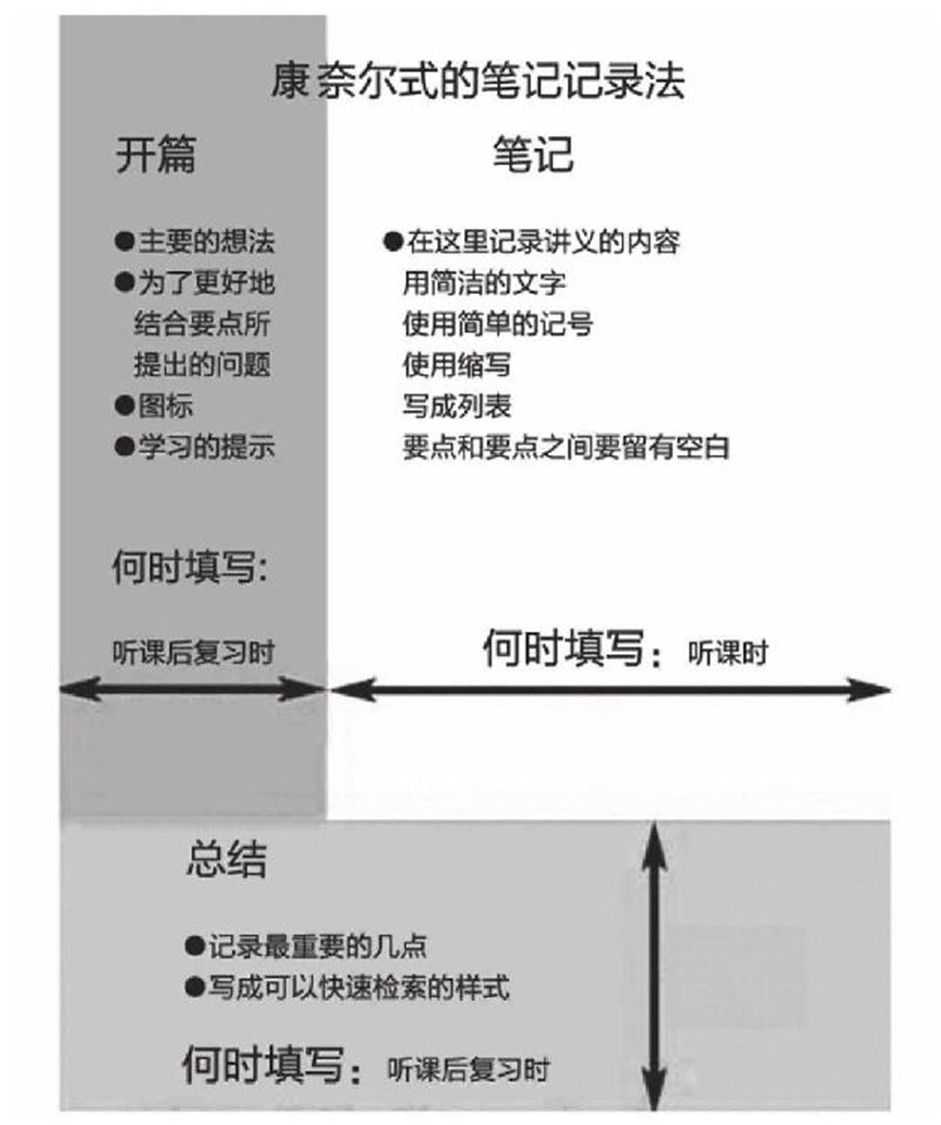 康奈尔式的笔记记录法
开篇
●主要的想法
●为了更好地
结合要点所
提出的问题
●图标
●学习的提示
何时填写:
听课后复习时
笔记
●在这里记录讲义的内容
用简洁的文字
使用简单的记号
使用缩写
写成列表
要点和要点之间要留有空白
何时填写：听课时
总结
●记录最重要的几点
●写成可以快速检索的样式
何时填写：听课后复习时